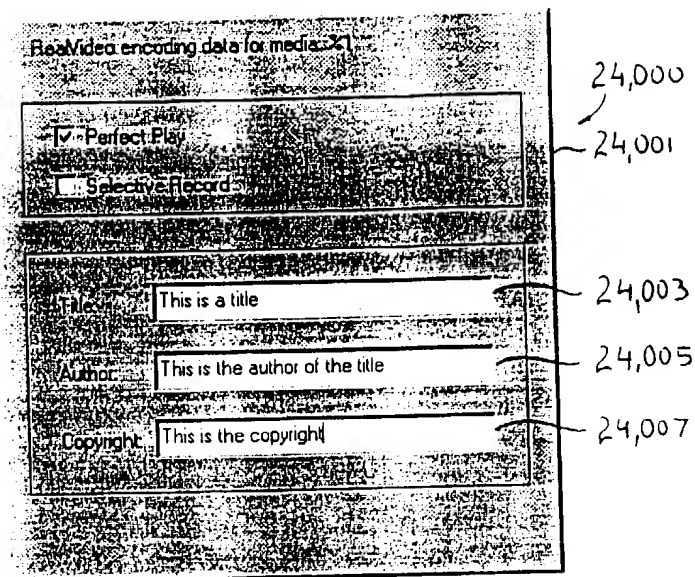 RealVideo encoding data for media: X1
24,000
Perfect Play
24,001
Selective Record
Title: This is a title
24,003
Author: This is the author of the title
24,005
Copyright: This is the copyright
24,007